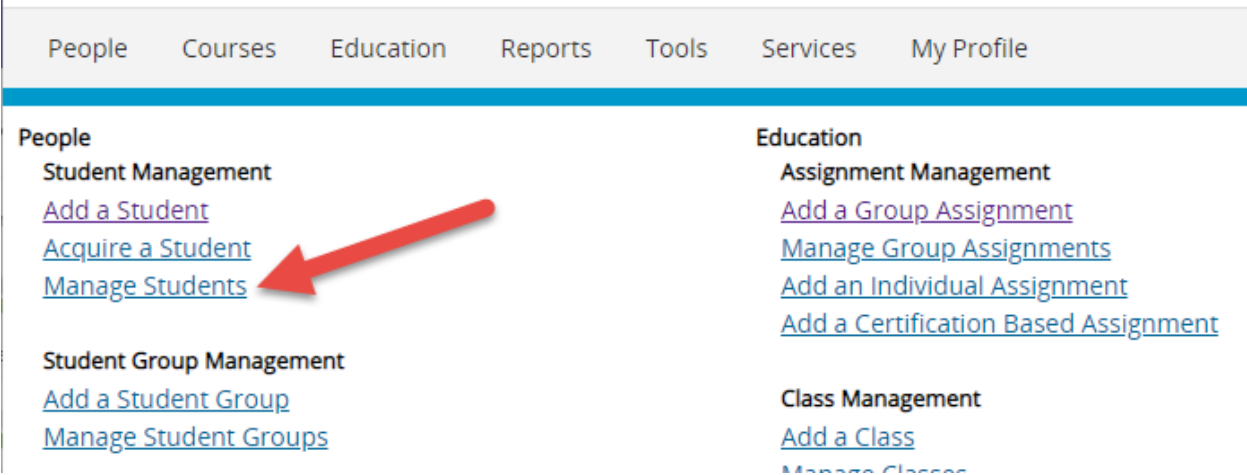 People Courses Education Reports Tools Services My Profile
People
Student Management
Add a Student
Acquire a Student
Manage Students
Student Group Management
Add a Student Group
Manage Student Groups
Education
Assignment Management
Add a Group Assignment
Manage Group Assignments
Add an Individual Assignment
Add a Certification Based Assignment
Class Management
Add a Class
Manage Classes